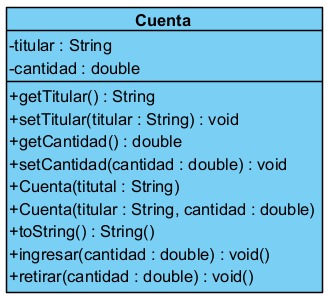 Cuenta
-titular : String
-cantidad : double
+getTitular() : String
+setTitular(titular : String) : void
+getCantidad() : double
+setCantidad(cantidad : double) : void
+Cuenta(titutal : String)
+Cuenta(titular : String, cantidad : double)
+toString() : String()
+ingresar(cantidad : double) : void()
+retirar(cantidad : double) : void()